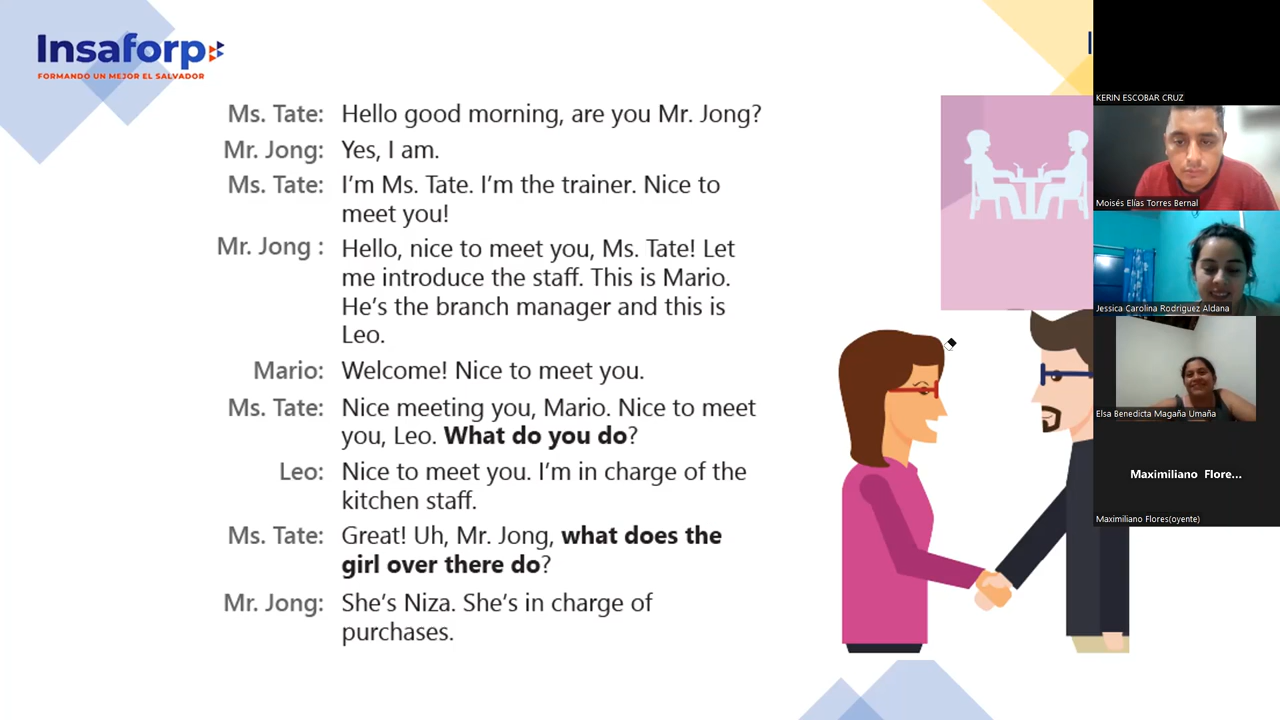 Insaforp
FORMANDO UN MEJOR EL SALVADOR
Ms. Tate: Hello good morning, are you Mr. Jong?
Mr. Jong: Yes, I am.
Ms. Tate: I'm Ms. Tate. I'm the trainer. Nice to
meet you!
Mr. Jong : Hello, nice to meet you, Ms. Tate! Let
me introduce the staff. This is Mario.
He's the branch manager and this is
Leo.
Mario: Welcome! Nice to meet you.
Ms. Tate: Nice meeting you, Mario. Nice to meet
you, Leo. What do you do?
Leo: Nice to meet you. I'm in charge of the
kitchen staff.
Ms. Tate: Great! Uh, Mr. Jong, what does the
girl over there do?
Mr. Jong: She's Niza. She's in charge of
purchases.
KERIN ESCOBAR CRUZ
Moisés Elías Torres Bernal
Jessica Carolina Rodriguez Aldana
Elsa Benedicta Magaña Umaña
Maximiliano Flore...
Maximiliano Flores(oyente)